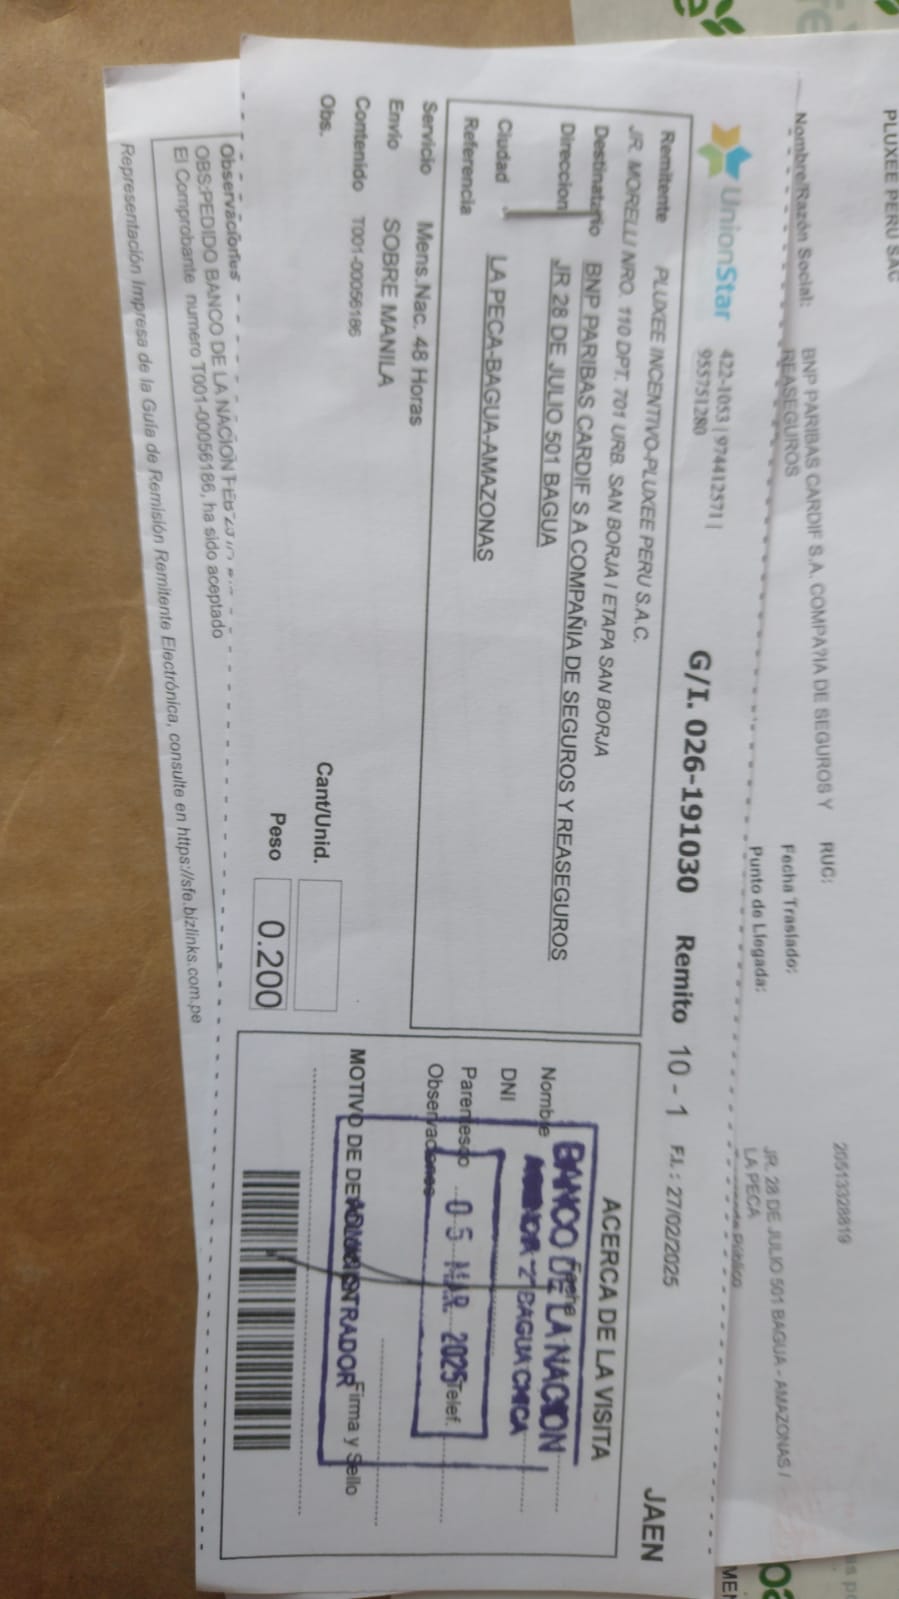 PLUXEE PERU SAC
Nombre/Razón Social: BNP PARIBAS CARDIF S.A. COMPA?IA DE SEGUROS Y
REASEGUROS
RUC: 20513328819
Fecha Traslado:
Punto de Llegada: JR. 28 DE JULIO 501 BAGUA - AMAZONAS /
LA PECA
UnionStar
422-1053 | 974412571 |
955751280
G/I. 026-191030 Remito 10 - 1 F.I.: 27/02/2025
JAEN
Remitente PLUXEE INCENTIVO-PLUXEE PERU S.A.C.
JR. MORELLI NRO. 110 DPT. 701 URB. SAN BORJA I ETAPA SAN BORJA
Destinatario BNP PARIBAS CARDIF S A COMPAÑIA DE SEGUROS Y REASEGUROS
Direccion JR 28 DE JULIO 501 BAGUA
Ciudad LA PECA-BAGUA-AMAZONAS
Referencia
Servicio Mens.Nac. 48 Horas
Envio SOBRE MANILA
Contenido T001-00056186
Obs.
Cant/Unid.
Peso 0.200
ACERCA DE LA VISITA
Fecha
Nombre
DNI
Parentesco
Telef.
Observaciones
MOTIVO DE
Firma y Sello
BANCO DE LA NACION
"2" BAGUA CHICA
05 MAR 2025
ADMINISTRADOR
Observaciones
OBS:PEDIDO BANCO DE LA NACION FEB
El Comprobante numero T001-00056186, ha sido aceptado
Representación Impresa de la Guía de Remisión Remitente Electrónica, consulte en https://sfe.bizlinks.com.pe